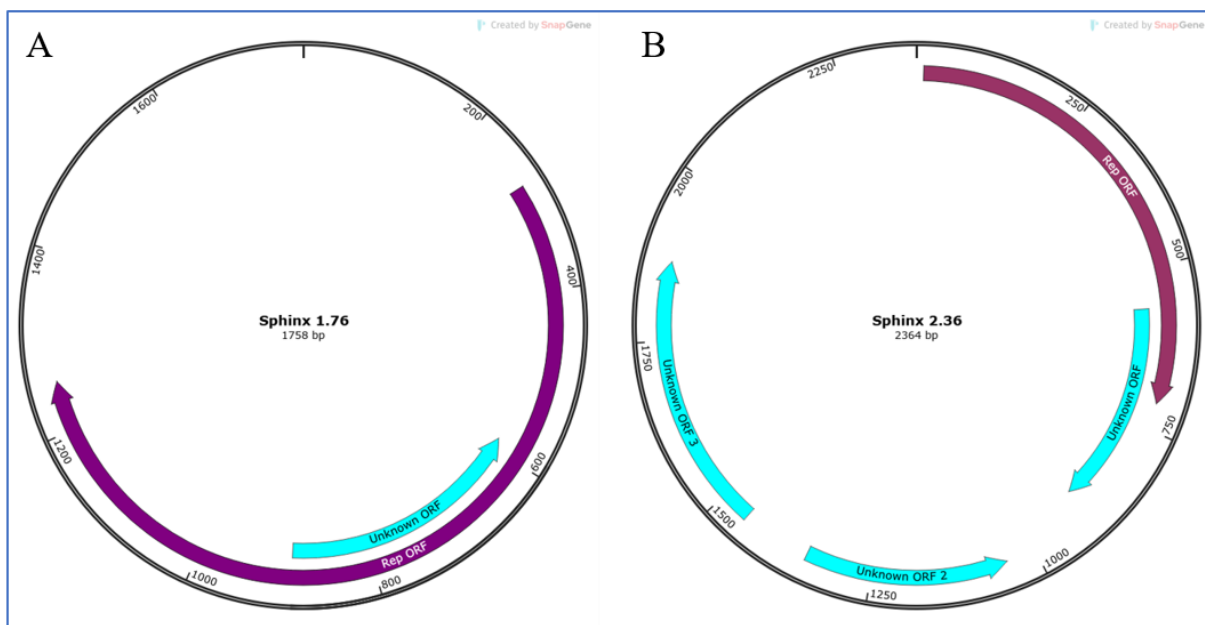 Created by SnapGene
A
1600
200
400
1400
Sphinx 1.76
1758 bp
600
1200
Unknown ORF
Rep ORF
800
1000
Created by SnapGene
B
2250
250
Rep ORF
2000
500
Sphinx 2.36
2364 bp
1750
Unknown ORF
750
Unknown ORF 3
1500
1000
Unknown ORF 2
1250